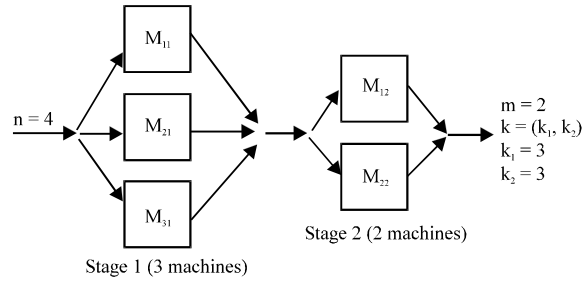 n = 4
M₁₁
M₂₁
M₃₁
Stage 1 (3 machines)
M₁₂
M₂₂
Stage 2 (2 machines)
m = 2
k = (k₁, k₂)
k₁ = 3
k₂ = 3